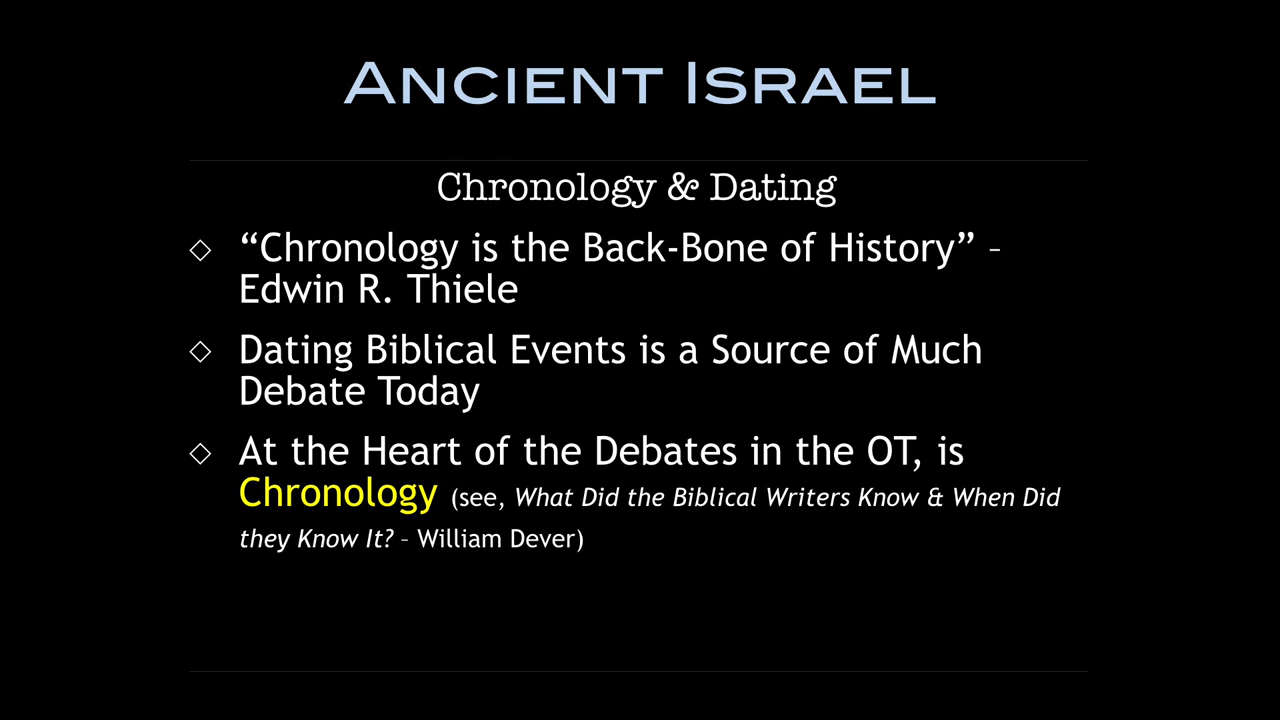 Ancient Israel
Chronology & Dating
◇ “Chronology is the Back-Bone of History” –
Edwin R. Thiele
◇ Dating Biblical Events is a Source of Much
Debate Today
◇ At the Heart of the Debates in the OT, is
Chronology (see, What Did the Biblical Writers Know & When Did
they Know It? – William Dever)